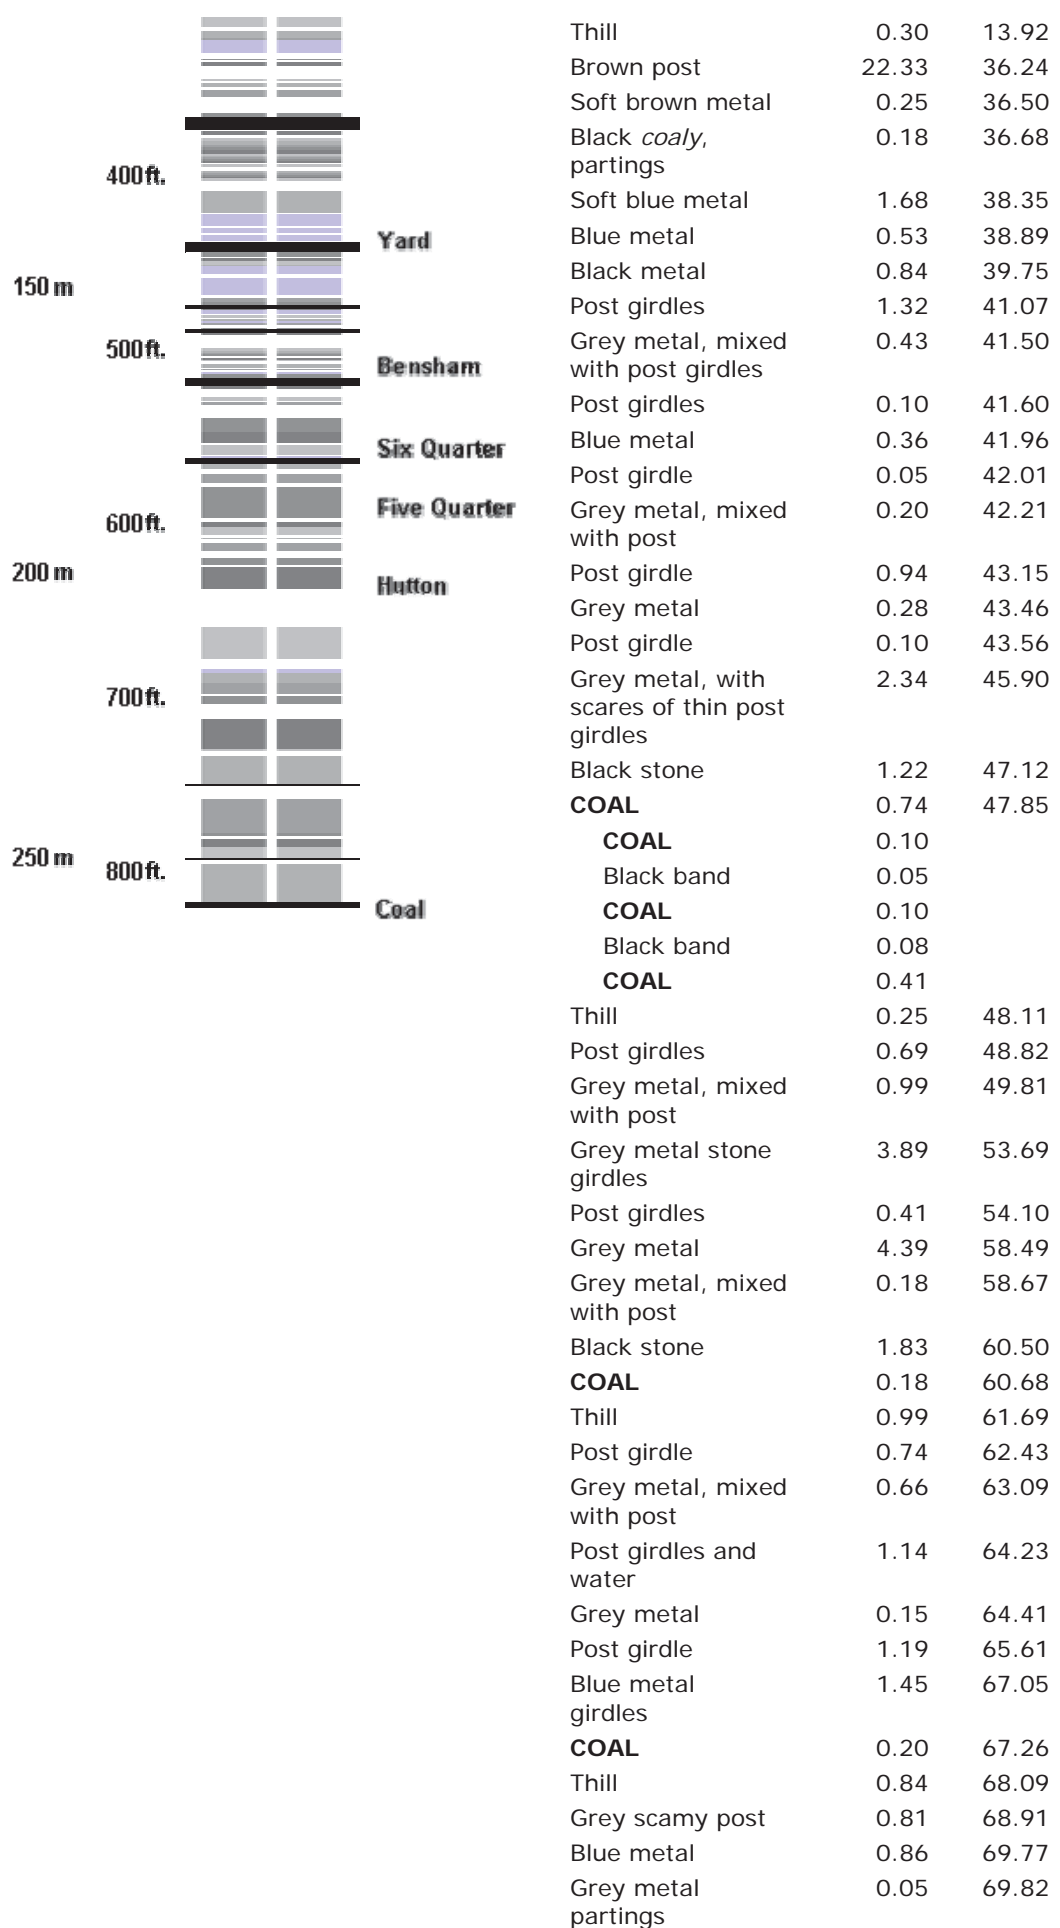 400ft.
Yard
150 m
500ft.
Bensham
Six Quarter
Five Quarter
600ft.
200 m
Hutton
700ft.
250 m
800ft.
Coal
Thill 0.30 13.92
Brown post 22.33 36.24
Soft brown metal 0.25 36.50
Black coaly, 0.18 36.68
partings
Soft blue metal 1.68 38.35
Blue metal 0.53 38.89
Black metal 0.84 39.75
Post girdles 1.32 41.07
Grey metal, mixed 0.43 41.50
with post girdles
Post girdles 0.10 41.60
Blue metal 0.36 41.96
Post girdle 0.05 42.01
Grey metal, mixed 0.20 42.21
with post
Post girdle 0.94 43.15
Grey metal 0.28 43.46
Post girdle 0.10 43.56
Grey metal, with 2.34 45.90
scares of thin post
girdles
Black stone 1.22 47.12
COAL 0.74 47.85
COAL 0.10
Black band 0.05
COAL 0.10
Black band 0.08
COAL 0.41
Thill 0.25 48.11
Post girdles 0.69 48.82
Grey metal, mixed 0.99 49.81
with post
Grey metal stone 3.89 53.69
girdles
Post girdles 0.41 54.10
Grey metal 4.39 58.49
Grey metal, mixed 0.18 58.67
with post
Black stone 1.83 60.50
COAL 0.18 60.68
Thill 0.99 61.69
Post girdle 0.74 62.43
Grey metal, mixed 0.66 63.09
with post
Post girdles and 1.14 64.23
water
Grey metal 0.15 64.41
Post girdle 1.19 65.61
Blue metal 1.45 67.05
girdles
COAL 0.20 67.26
Thill 0.84 68.09
Grey scamy post 0.81 68.91
Blue metal 0.86 69.77
Grey metal 0.05 69.82
partings